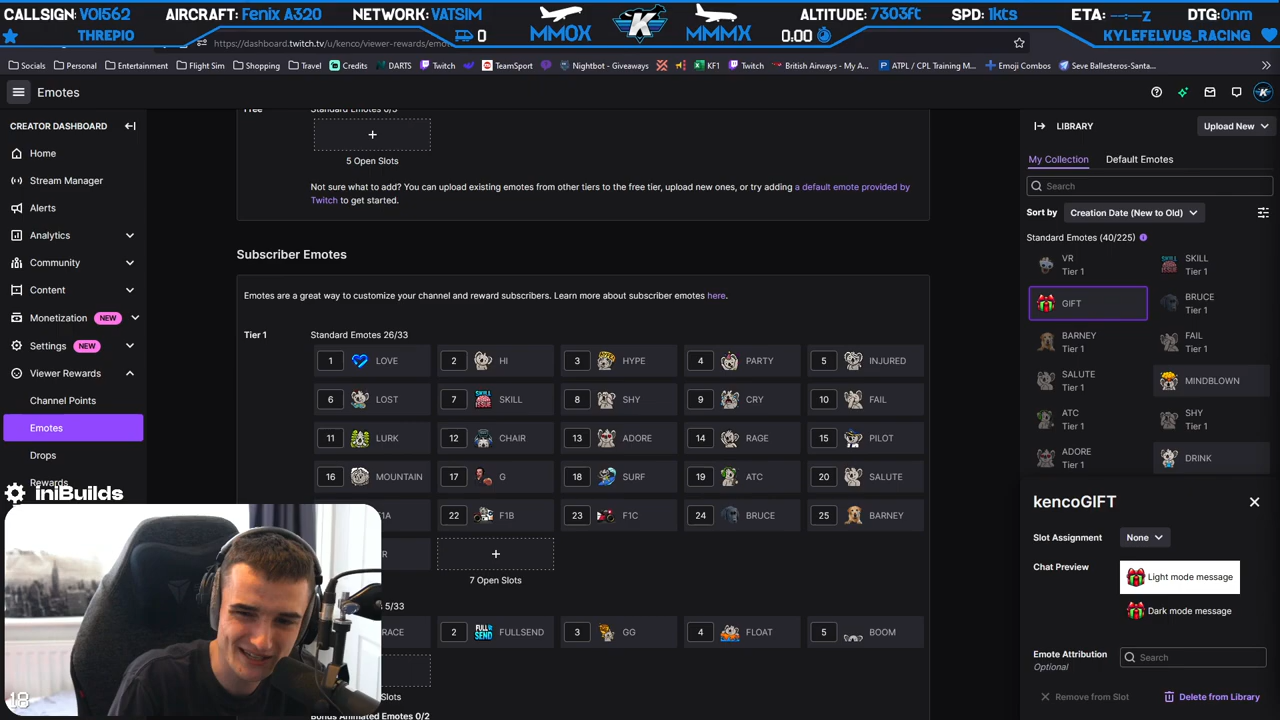 CALLSIGN: VOI562 AIRCRAFT: Fenix A320 NETWORK: VATSIM ALTITUDE: 7303ft SPD: 1kts ETA: --:--z DTG: 0nm
THREPIO 0 MMOX K MMMX 0.00 KYLEFELVUS_RACING
https://dashboard.twitch.tv/u/kenco/viewer-rewards/emo
Socials Personal Entertainment Flight Sim Shopping Travel Credits DARTS Twitch TeamSport Nightbot - Giveaways KF1 Twitch British Airways - My A... ATPL / CPL Training M... Emoji Combos Seve Ballesteros-Santa...
Emotes
CREATOR DASHBOARD
Home
Stream Manager
Alerts
Analytics
Community
Content
Monetization NEW
Settings NEW
Viewer Rewards
Channel Points
Emotes
Drops
Rewards
iniBuilds
18
Free Standard Emotes 0/5
+
5 Open Slots
Not sure what to add? You can upload existing emotes from other tiers to the free tier, upload new ones, or try adding a default emote provided by
Twitch to get started.
Subscriber Emotes
Emotes are a great way to customize your channel and reward subscribers. Learn more about subscriber emotes here.
Tier 1 Standard Emotes 26/33
1 LOVE 2 HI 3 HYPE 4 PARTY 5 INJURED
6 LOST 7 SKILL 8 SHY 9 CRY 10 FAIL
11 LURK 12 CHAIR 13 ADORE 14 RAGE 15 PILOT
16 MOUNTAIN 17 G 18 SURF 19 ATC 20 SALUTE
F1A 22 F1B 23 F1C 24 BRUCE 25 BARNEY
R +
7 Open Slots
5/33
RACE 2 FULLSEND 3 GG 4 FLOAT 5 BOOM
Slots
Bonus Animated Emotes 0/2
LIBRARY Upload New
My Collection Default Emotes
Search
Sort by Creation Date (New to Old)
Standard Emotes (40/225)
VR SKILL
Tier 1 Tier 1
GIFT BRUCE
Tier 1
BARNEY FAIL
Tier 1 Tier 1
SALUTE MINDBLOWN
Tier 1
ATC SHY
Tier 1 Tier 1
ADORE DRINK
Tier 1
kencoGIFT
Slot Assignment None
Chat Preview Light mode message
Dark mode message
Emote Attribution Search
Optional
Remove from Slot Delete from Library